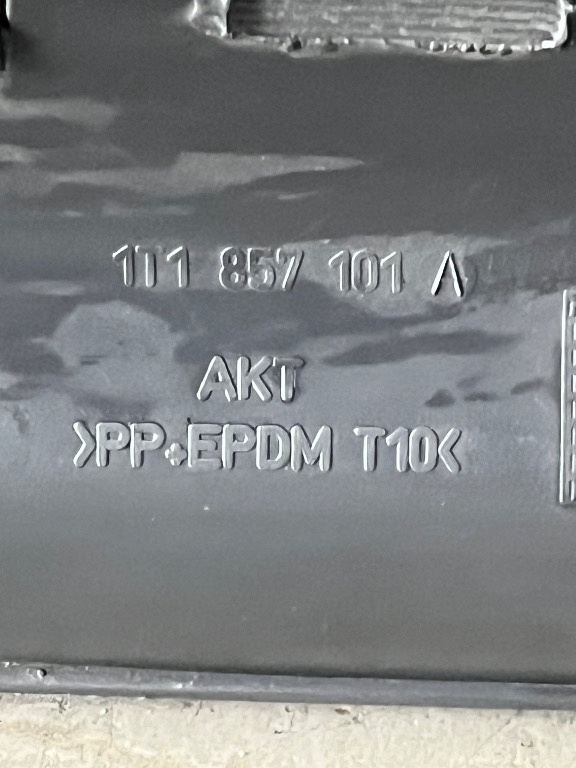 1T1 857 101 A
AKT
>PP+EPDM T10<